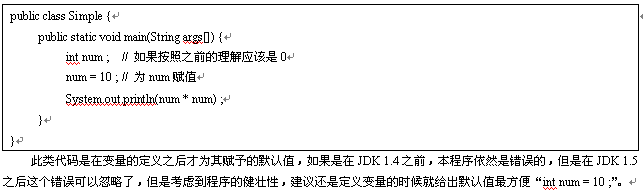 public class Simple {
public static void main(String args[]) {
int num ; // 如果按照之前的理解应该是 0
num = 10 ; // 为 num 赋值
System.out.println(num * num) ;
}
}
此类代码是在变量的定义之后才为其赋予的默认值，如果是在 JDK 1.4 之前，本程序依然是错误的，但是在 JDK 1.5
之后这个错误可以忽略了，但是考虑到程序的健壮性，建议还是定义变量的时候就给出默认值最方便“int num = 10 ;”。